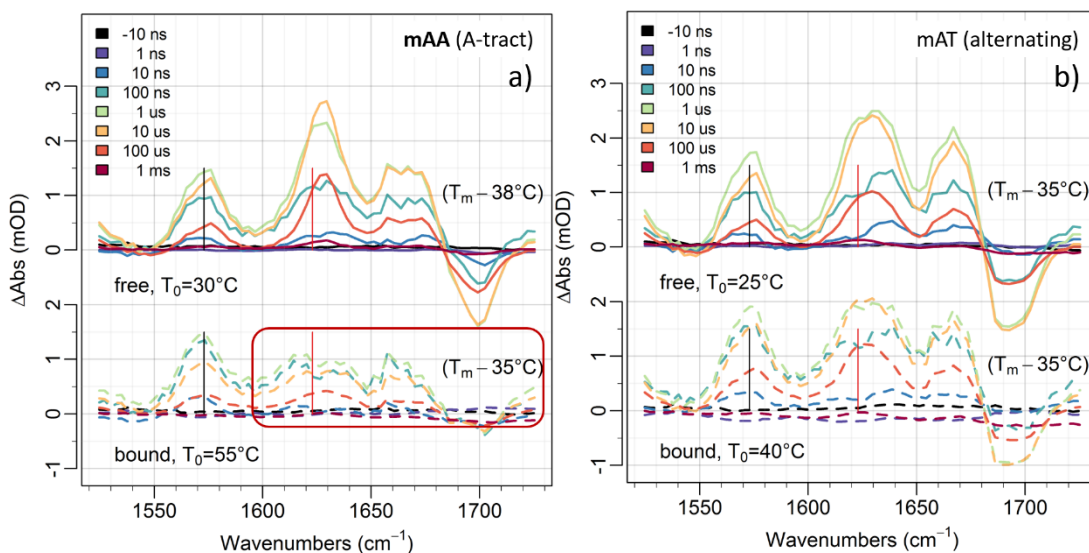 mAA (A-tract)
a)
-10 ns
1 ns
10 ns
100 ns
1 us
10 us
100 us
1 ms
(Tm−38°C)
free, T0=30°C
(Tm−35°C)
bound, T0=55°C
ΔAbs (mOD)
3
2
1
0
2
1
0
-1
1550
1600
1650
1700
Wavenumbers (cm⁻¹)
mAT (alternating)
b)
-10 ns
1 ns
10 ns
100 ns
1 us
10 us
100 us
1 ms
(Tm−35°C)
free, T0=25°C
(Tm−35°C)
bound, T0=40°C
ΔAbs (mOD)
3
2
1
0
2
1
0
-1
1550
1600
1650
1700
Wavenumbers (cm⁻¹)